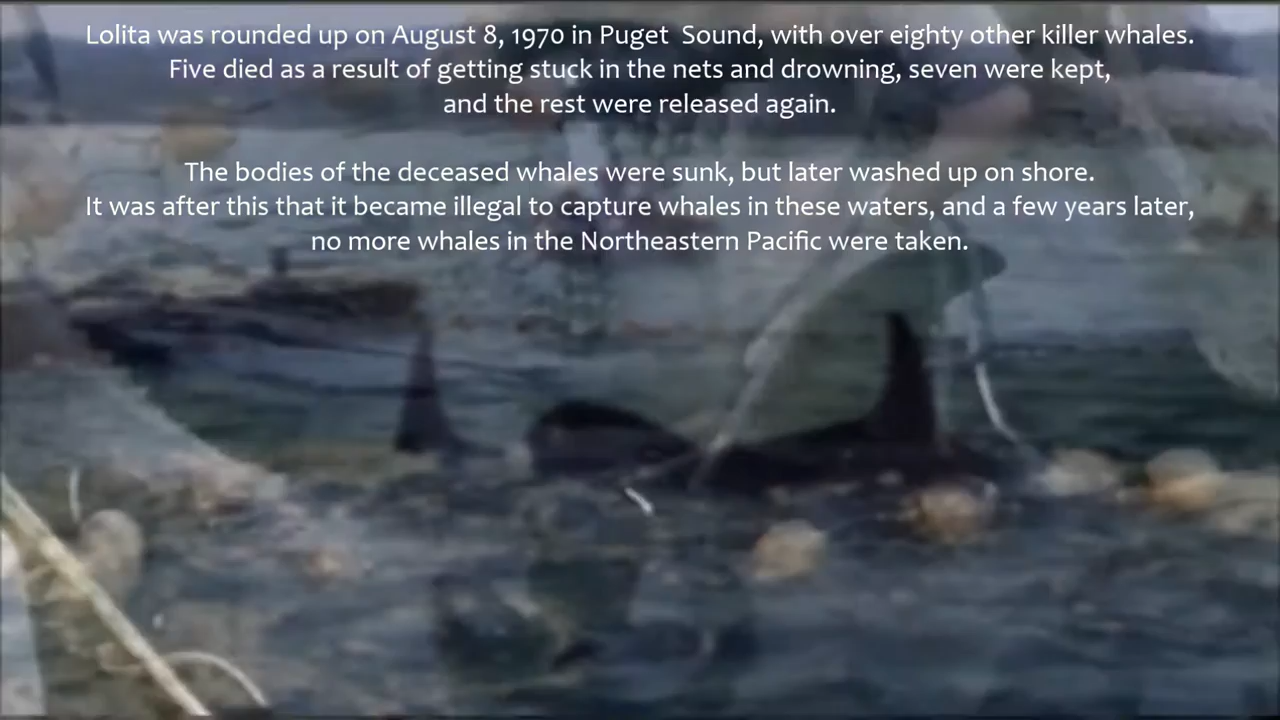 Lolita was rounded up on August 8, 1970 in Puget Sound, with over eighty other killer whales.
Five died as a result of getting stuck in the nets and drowning, seven were kept,
and the rest were released again.
The bodies of the deceased whales were sunk, but later washed up on shore.
It was after this that it became illegal to capture whales in these waters, and a few years later,
no more whales in the Northeastern Pacific were taken.